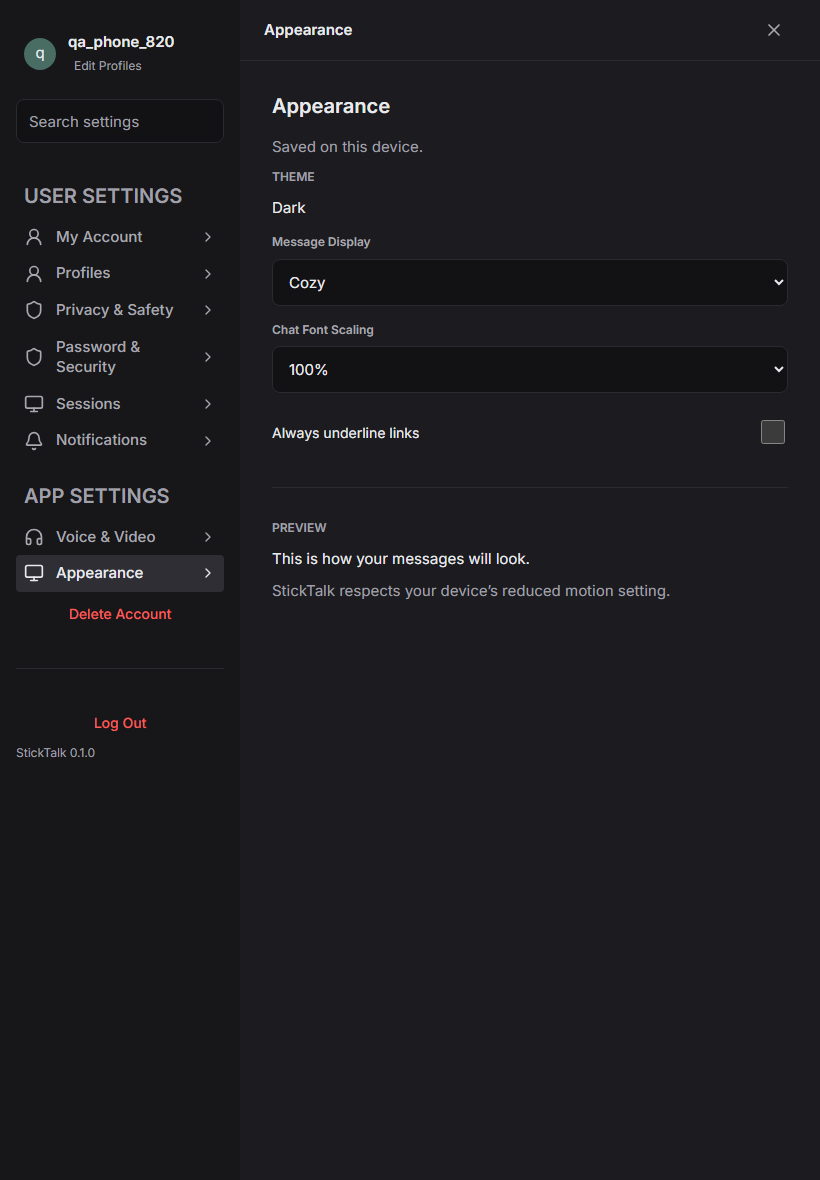 qa_phone_820
q
Edit Profiles
Search settings
USER SETTINGS
My Account
Profiles
Privacy & Safety
Password &
Security
Sessions
Notifications
APP SETTINGS
Voice & Video
Appearance
Delete Account
Log Out
StickTalk 0.1.0
Appearance
Appearance
Saved on this device.
THEME
Dark
Message Display
Cozy
Chat Font Scaling
100%
Always underline links
PREVIEW
This is how your messages will look.
StickTalk respects your device’s reduced motion setting.